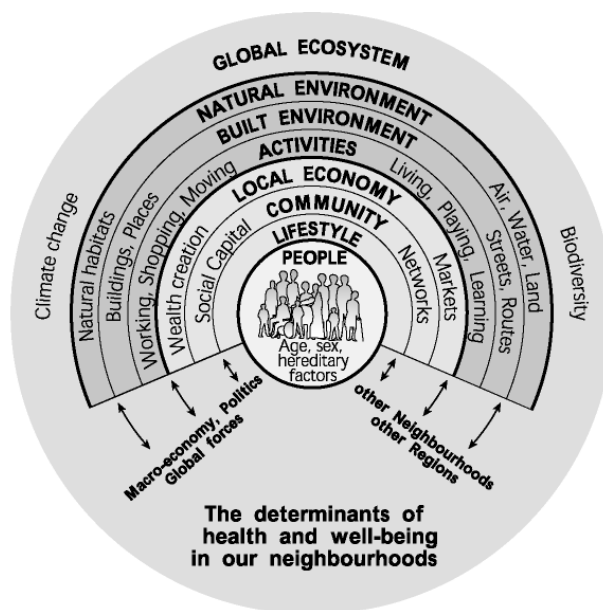 GLOBAL ECOSYSTEM
NATURAL ENVIRONMENT
BUILT ENVIRONMENT
ACTIVITIES
LOCAL ECONOMY
COMMUNITY
LIFESTYLE
PEOPLE
Age, sex,
hereditary
factors
Climate change
Natural habitats
Buildings, Places
Working, Shopping, Moving
Wealth creation
Social Capital
Networks
Markets
Living, Playing, Learning
Streets, Routes
Air, Water, Land
Biodiversity
Macro-economy, Politics
Global forces
other Neighbourhoods
other Regions
The determinants of
health and well-being
in our neighbourhoods